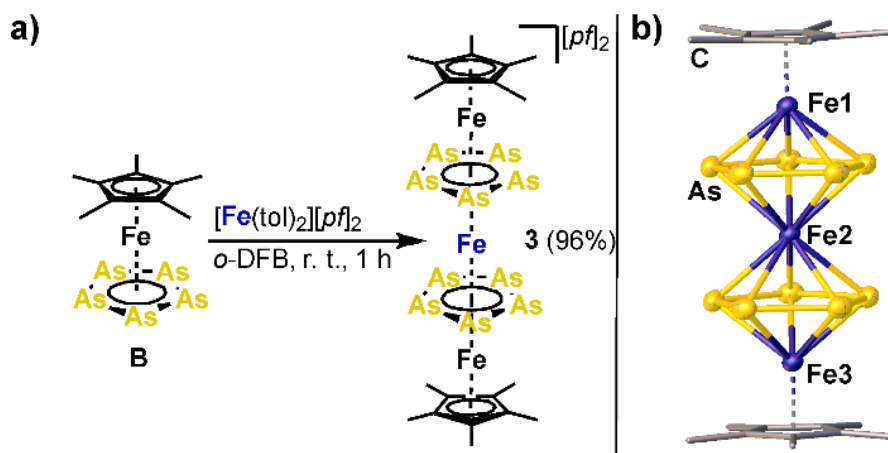 a)
Fe
As As
As As
As
B
[Fe(tol)2][pf]2
o-DFB, r. t., 1 h
[pf]2
Fe
As As
As As
As
Fe
3 (96%)
As As
As As
As
Fe
b)
C
Fe1
As
Fe2
Fe3